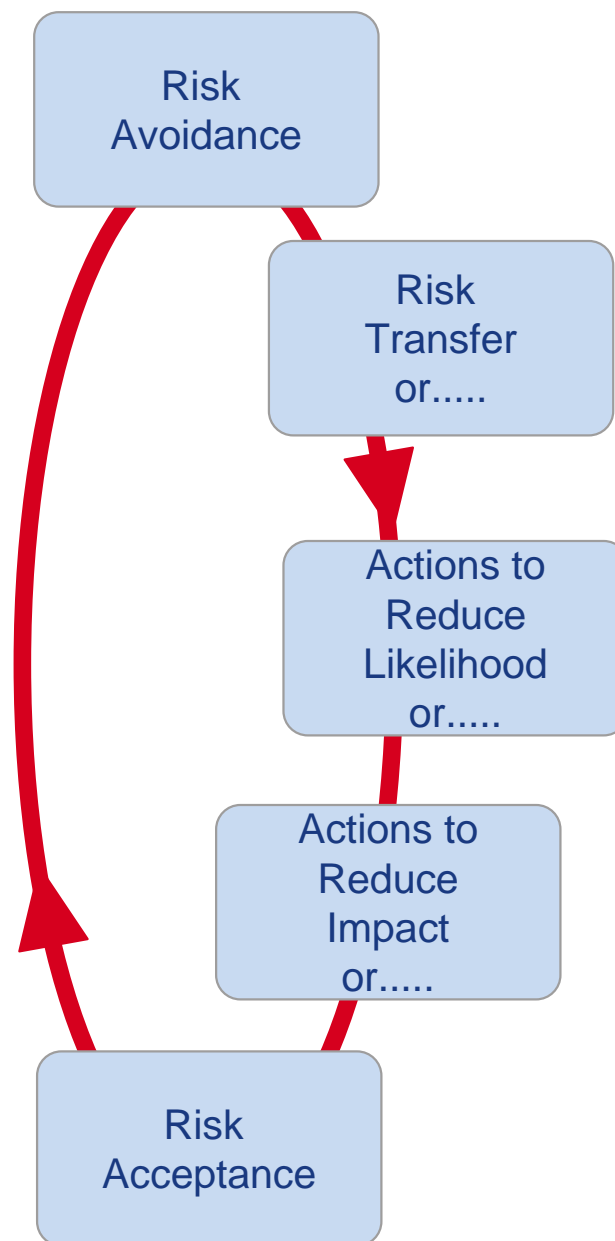 Risk
Avoidance
Risk
Transfer
or.....
Actions to
Reduce
Likelihood
or.....
Actions to
Reduce
Impact
or.....
Risk
Acceptance